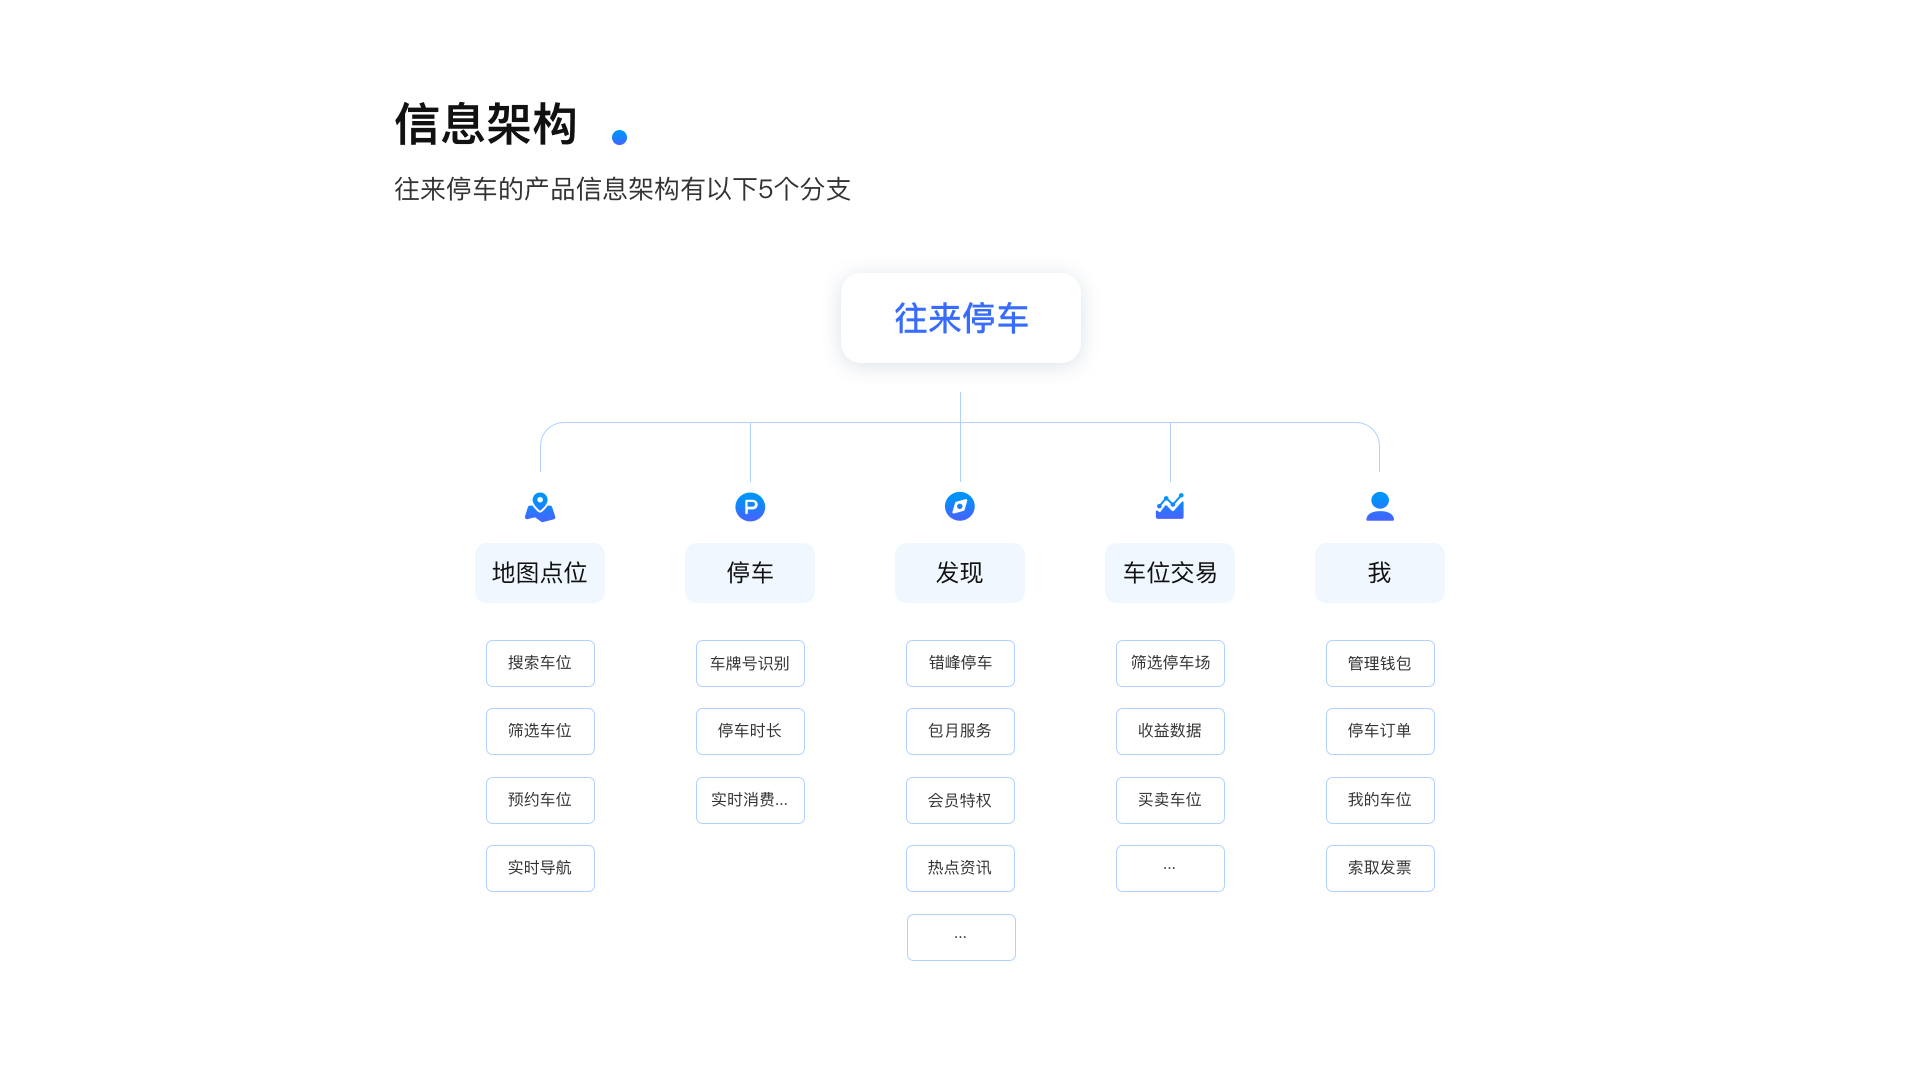 信息架构
往来停车的产品信息架构有以下5个分支
往来停车
P
地图点位
停车
发现
车位交易
我
搜索车位
车牌号识别
错峰停车
筛选停车场
管理钱包
筛选车位
停车时长
包月服务
收益数据
停车订单
预约车位
实时消费...
会员特权
买卖车位
我的车位
实时导航
热点资讯
...
索取发票
...